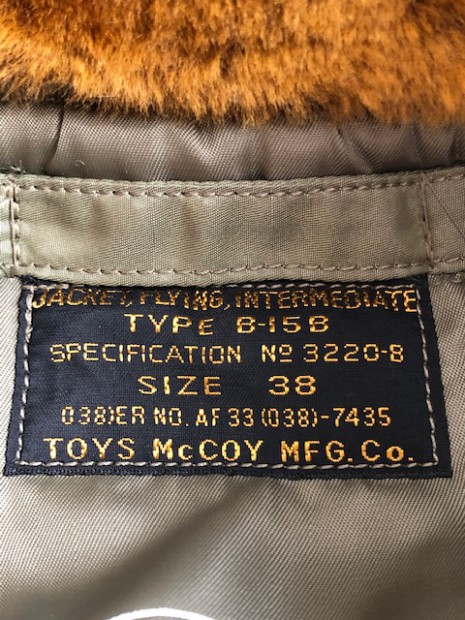 JACKET, FLYING, INTERMEDIATE
TYPE B-15B
SPECIFICATION Nº 3220-8
SIZE 38
038)ER NO. AF 33 (038)-7435
TOYS McCOY MFG. Co.